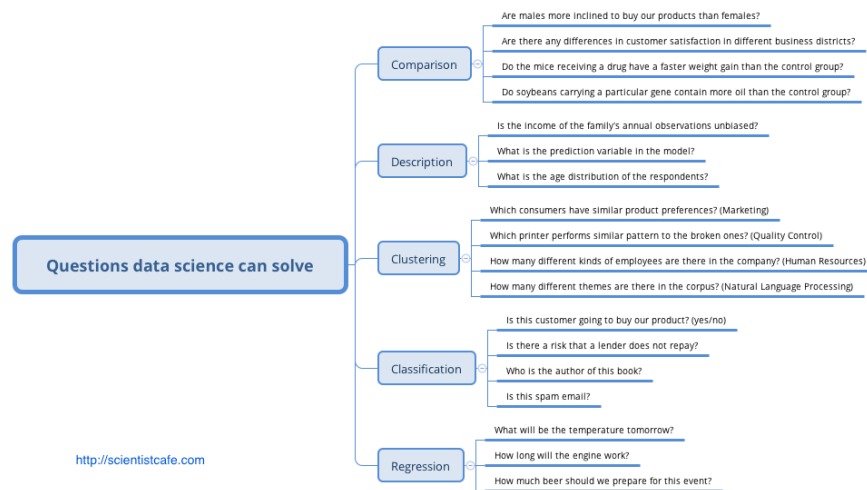 Questions data science can solve
Comparison
Are males more inclined to buy our products than females?
Are there any differences in customer satisfaction in different business districts?
Do the mice receiving a drug have a faster weight gain than the control group?
Do soybeans carrying a particular gene contain more oil than the control group?
Description
Is the income of the family's annual observations unbiased?
What is the prediction variable in the model?
What is the age distribution of the respondents?
Clustering
Which consumers have similar product preferences? (Marketing)
Which printer performs similar pattern to the broken ones? (Quality Control)
How many different kinds of employees are there in the company? (Human Resources)
How many different themes are there in the corpus? (Natural Language Processing)
Classification
Is this customer going to buy our product? (yes/no)
Is there a risk that a lender does not repay?
Who is the author of this book?
Is this spam email?
Regression
What will be the temperature tomorrow?
How long will the engine work?
How much beer should we prepare for this event?
http://scientistcafe.com